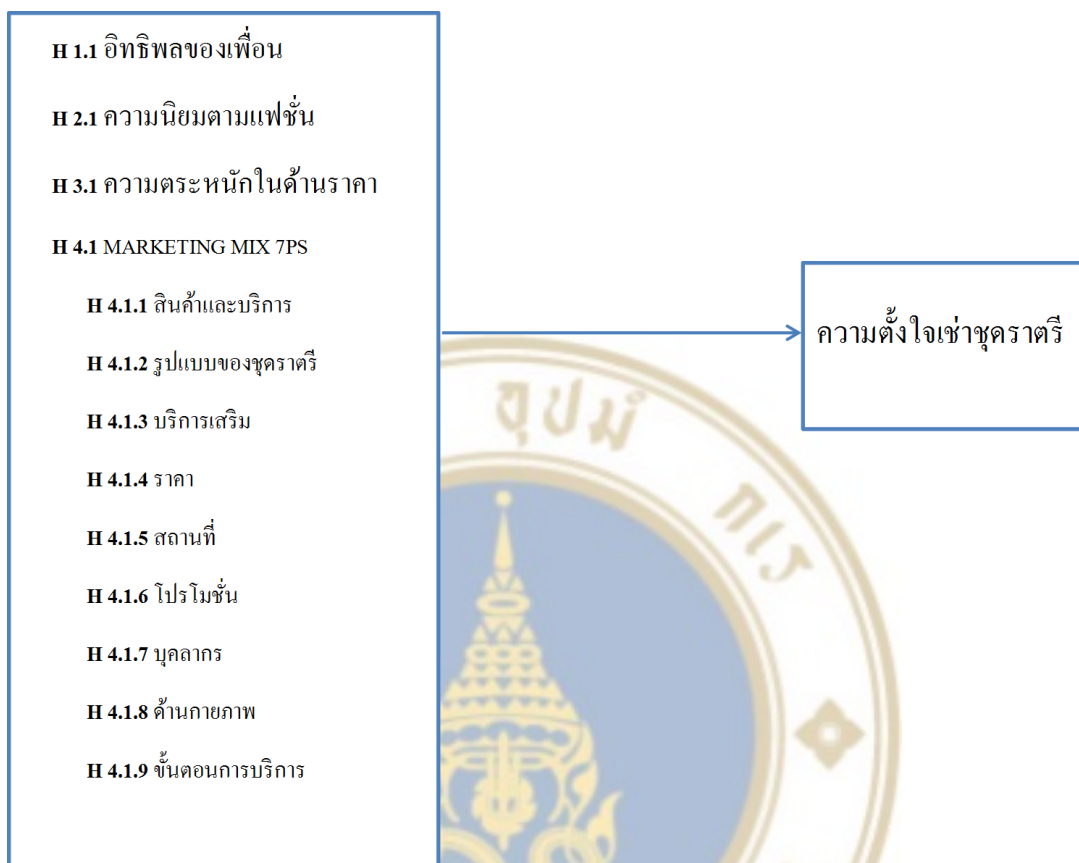 H 1.1 อิทธิพลของเพื่อน
H 2.1 ความนิยมตามแฟชั่น
H 3.1 ความตระหนักในด้านราคา
H 4.1 MARKETING MIX 7PS
H 4.1.1 สินค้าและบริการ
H 4.1.2 รูปแบบของชุดราตรี
H 4.1.3 บริการเสริม
H 4.1.4 ราคา
H 4.1.5 สถานที่
H 4.1.6 โปรโมชั่น
H 4.1.7 บุคลากร
H 4.1.8 ด้านกายภาพ
H 4.1.9 ขั้นตอนการบริการ
ความตั้งใจเช่าชุดราตรี
อุปมํ
กเร